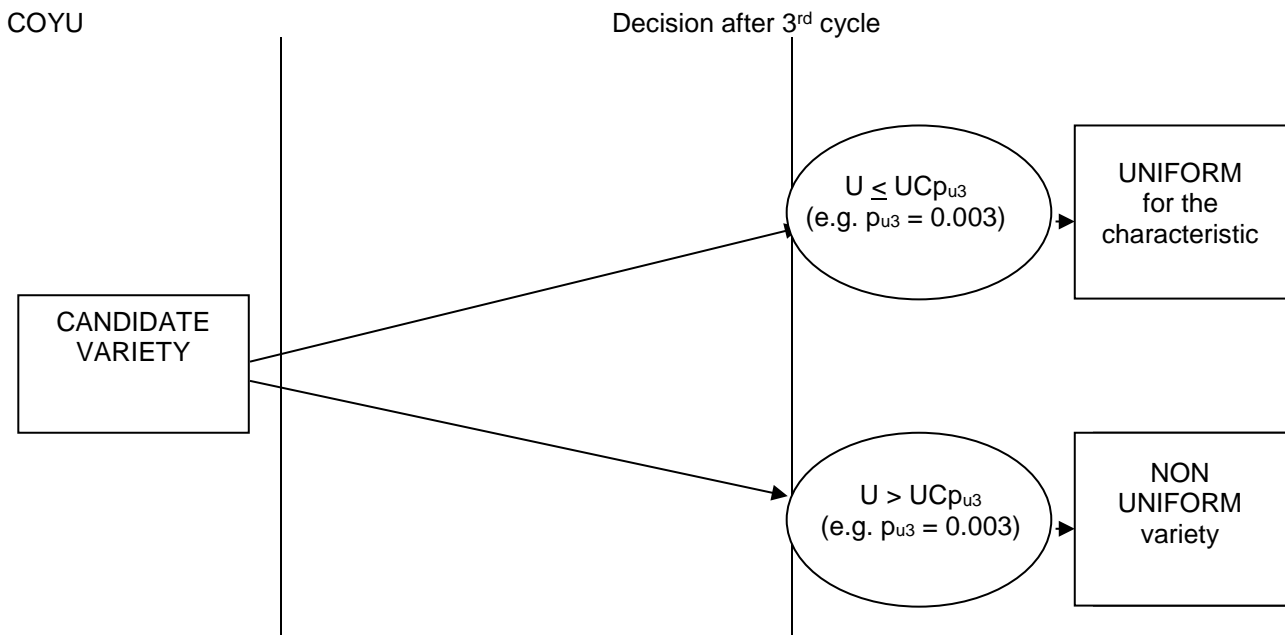 COYU
Decision after 3rd cycle
U ≤ UCpu3
(e.g. pu3 = 0.003)
UNIFORM
for the
characteristic
CANDIDATE
VARIETY
U > UCpu3
(e.g. pu3 = 0.003)
NON
UNIFORM
variety